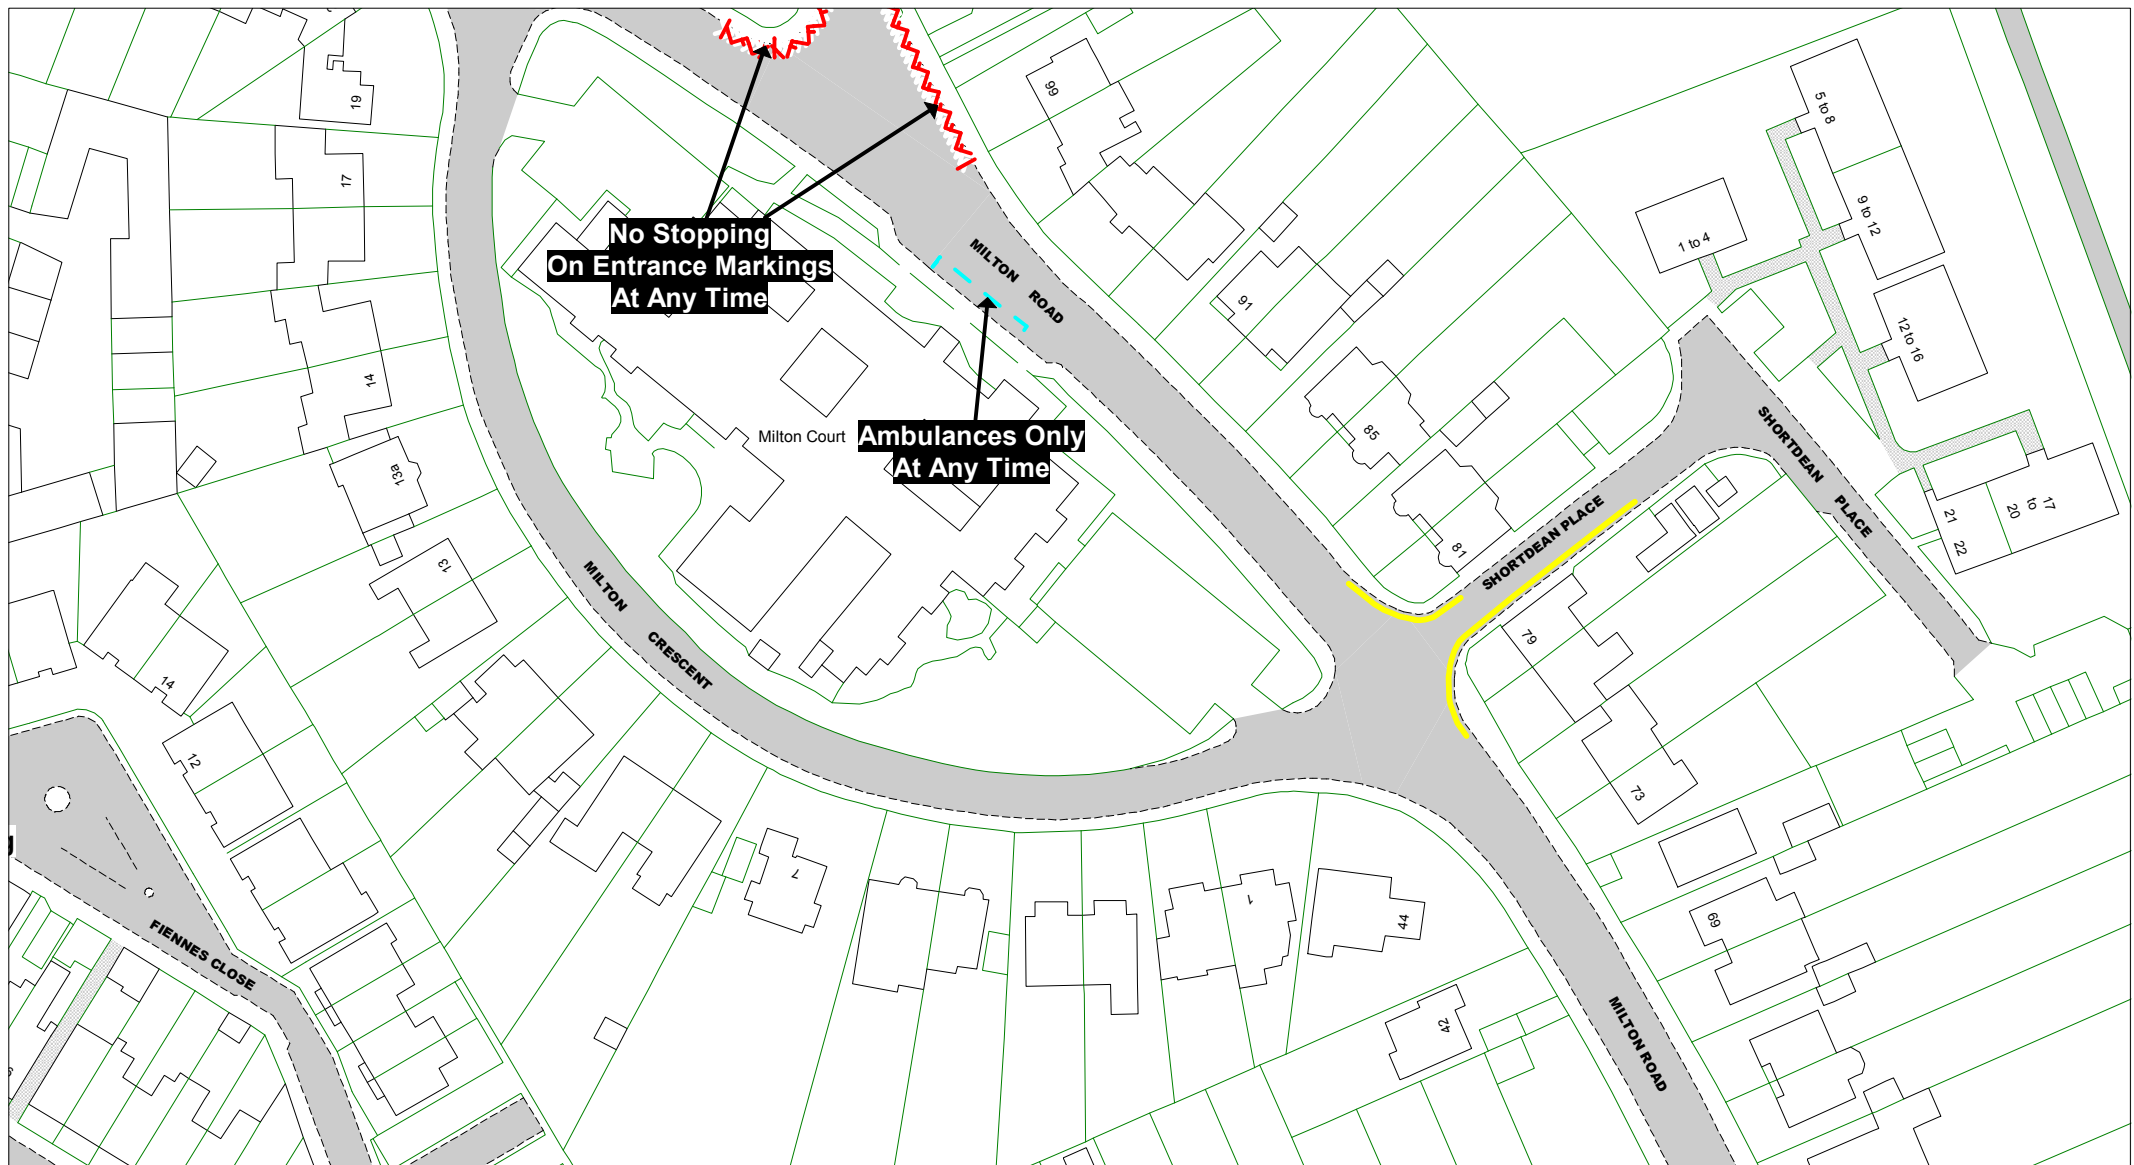 19
99
5 to 8
17
9 to 12
1 to 4
No Stopping
On Entrance Markings
At Any Time
MILTON ROAD
91
12 to 16
14
85
Milton Court
Ambulances Only
At Any Time
SHORTDEAN PLACE
13a
17
to
20
21
22
81
SHORTDEAN PLACE
13
MILTON CRESCENT
79
14
12
73
7
1
44
69
FIENNES CLOSE
42
MILTON ROAD